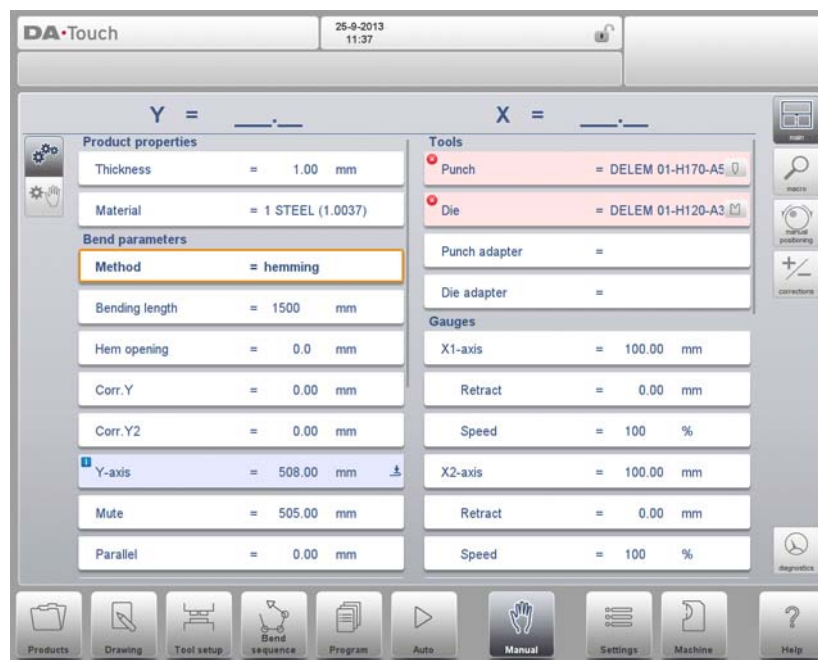 DA•Touch
25-9-2013
11:37
Y = ___.__
X = ___.__
Product properties
Thickness = 1.00 mm
Material = 1 STEEL (1.0037)
Bend parameters
Method = hemming
Bending length = 1500 mm
Hem opening = 0.0 mm
Corr.Y = 0.00 mm
Corr.Y2 = 0.00 mm
Y-axis = 508.00 mm
Mute = 505.00 mm
Parallel = 0.00 mm
Tools
Punch = DELEM 01-H170-A5
Die = DELEM 01-H120-A3
Punch adapter =
Die adapter =
Gauges
X1-axis = 100.00 mm
Retract = 0.00 mm
Speed = 100 %
X2-axis = 100.00 mm
Retract = 0.00 mm
Speed = 100 %
main
macro
manual
positioning
corrections
diagnostics
Products
Drawing
Tool setup
Bend
sequence
Program
Auto
Manual
Settings
Machine
Help